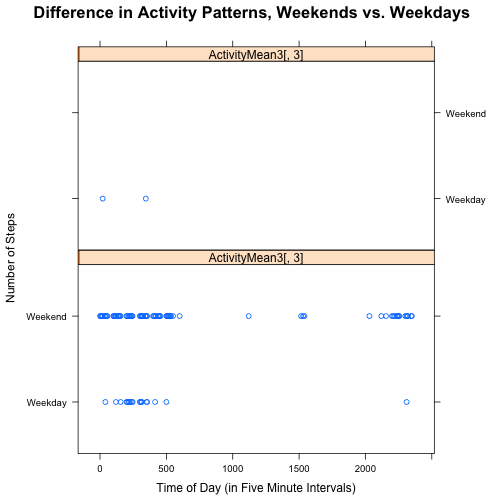 Difference in Activity Patterns, Weekends vs. Weekdays
ActivityMean3[, 3]
Weekend
Weekday
ActivityMean3[, 3]
Weekend
Weekday
Number of Steps
0 500 1000 1500 2000
Time of Day (in Five Minute Intervals)